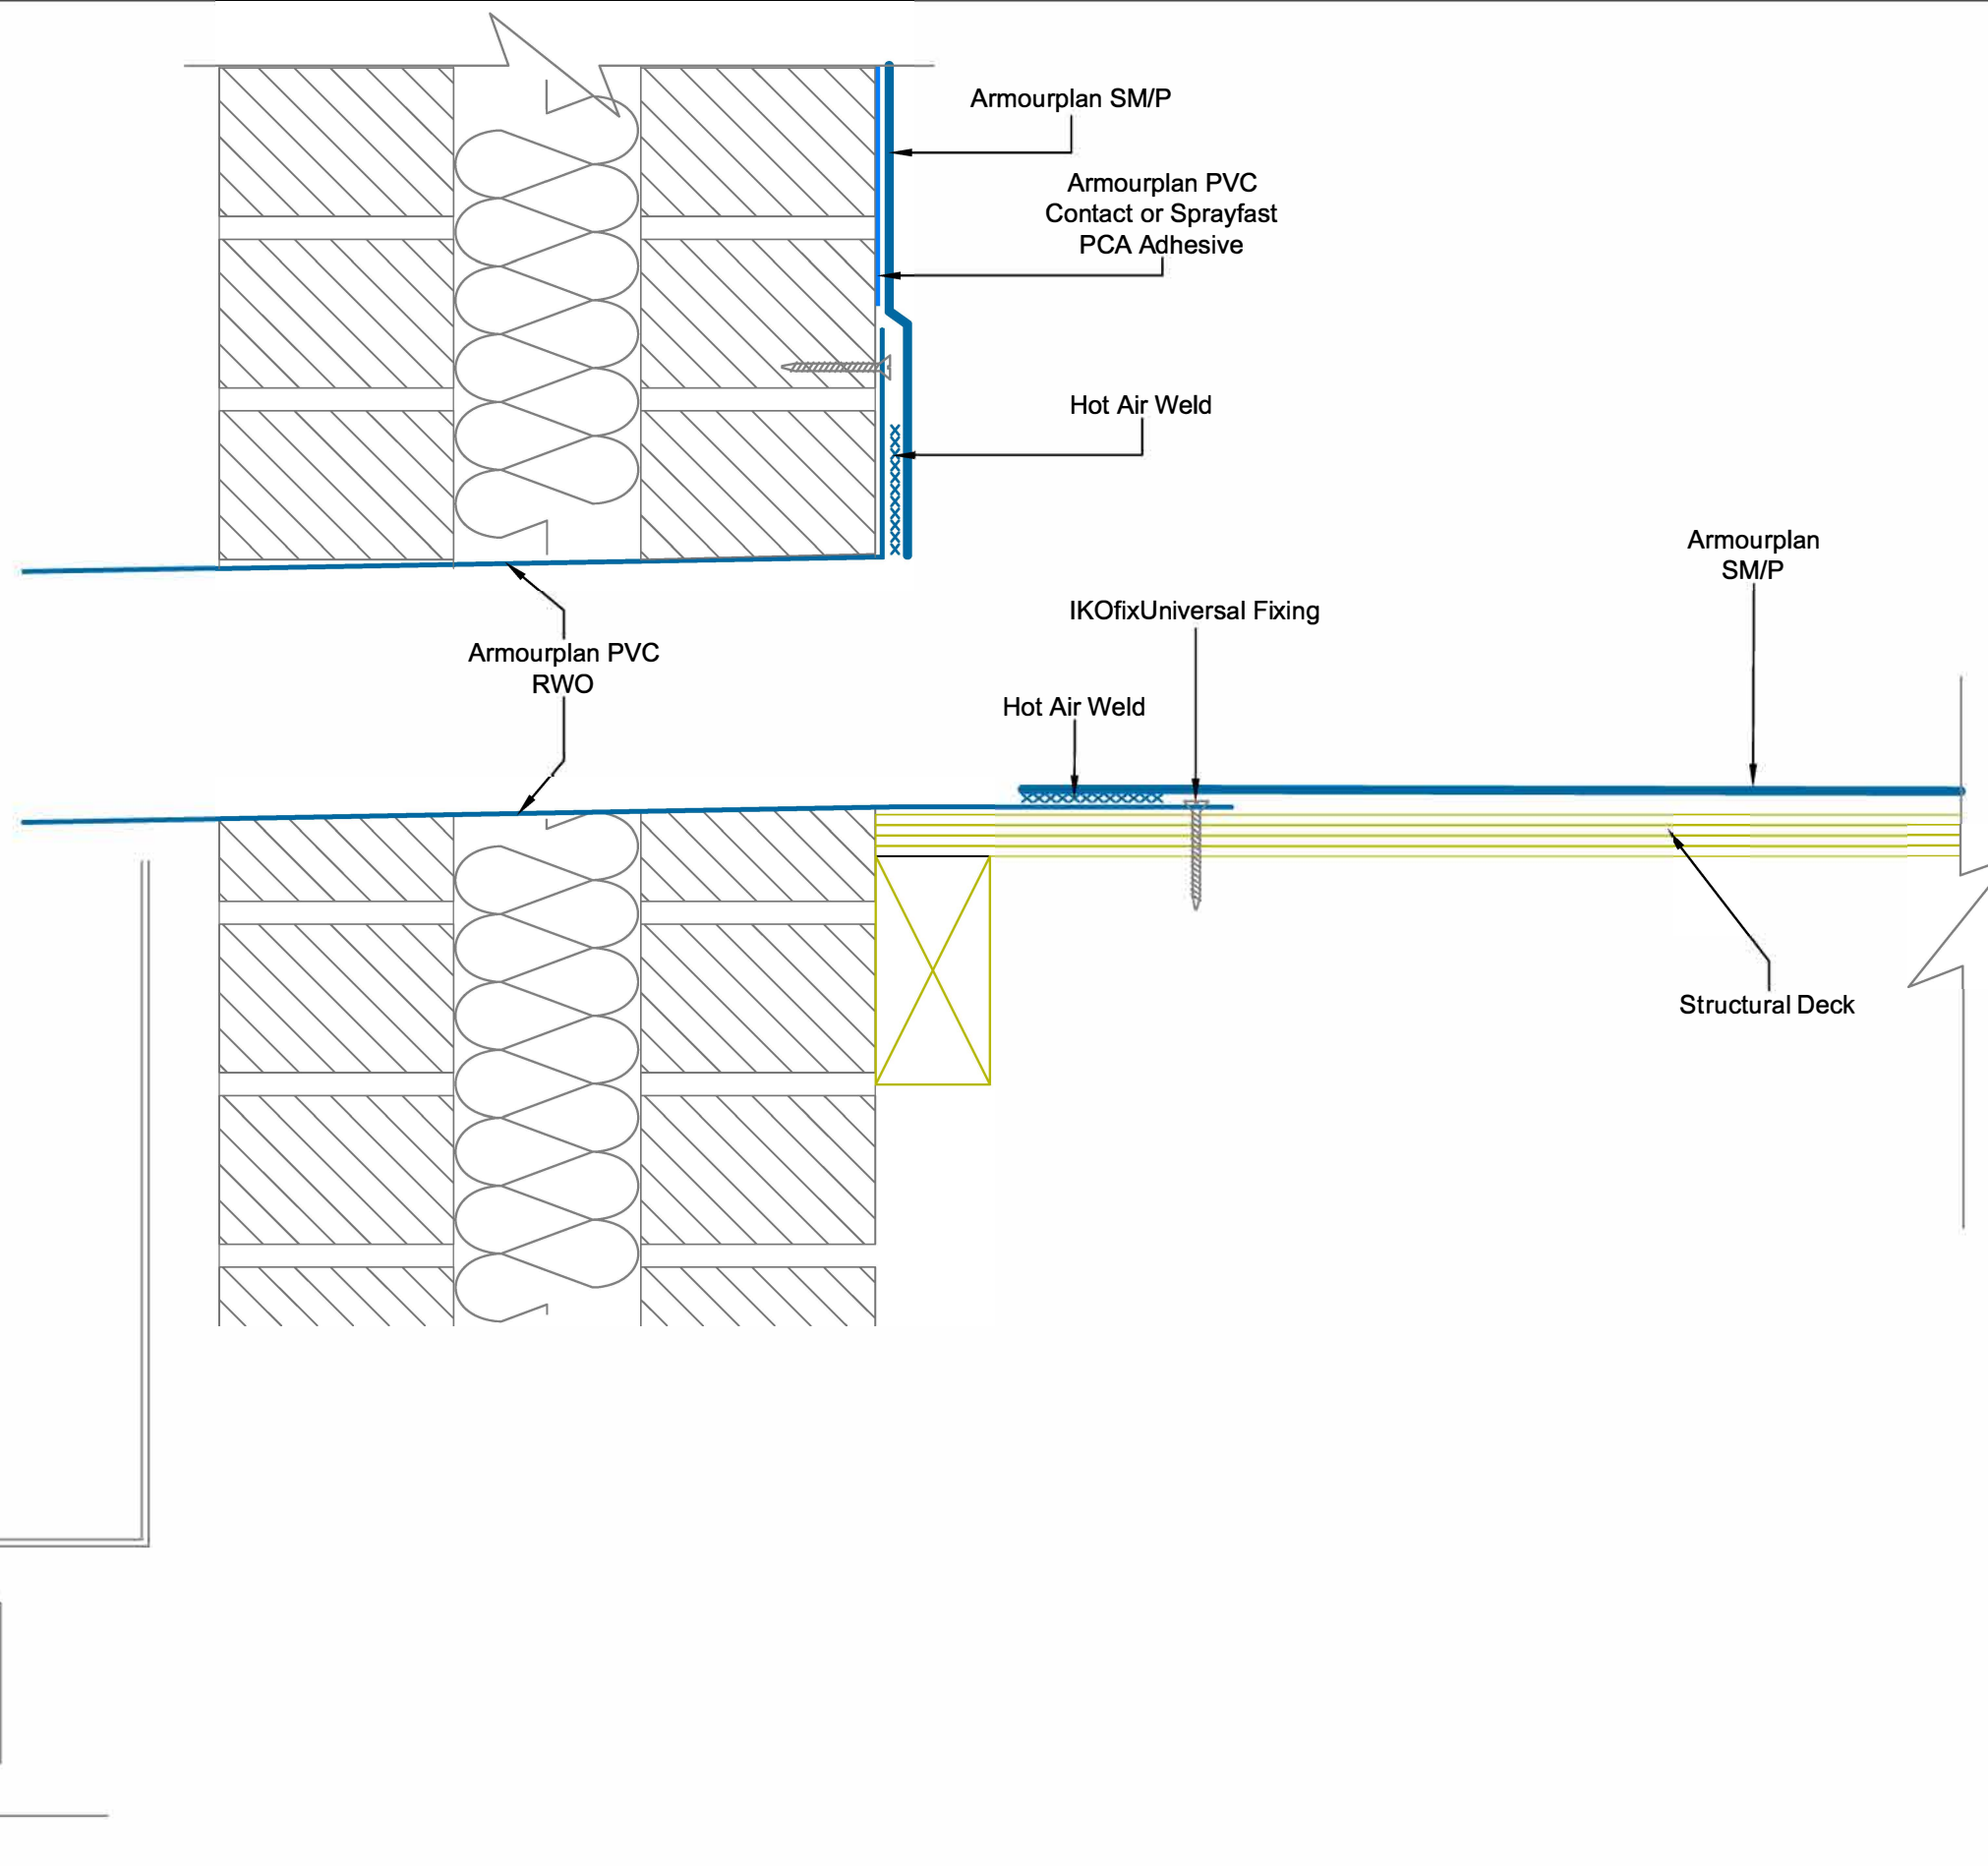 Armourplan SM/P
Armourplan PVC
Contact or Sprayfast
PCA Adhesive
Hot Air Weld
Armourplan
SM/P
IKOfixUniversal Fixing
Armourplan PVC
RWO
Hot Air Weld
Structural Deck